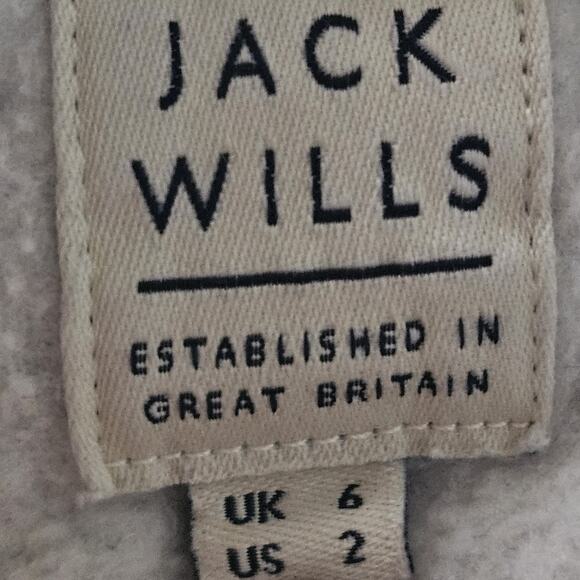 JACK
WILLS
ESTABLISHED IN
GREAT BRITAIN
UK 6
US 2